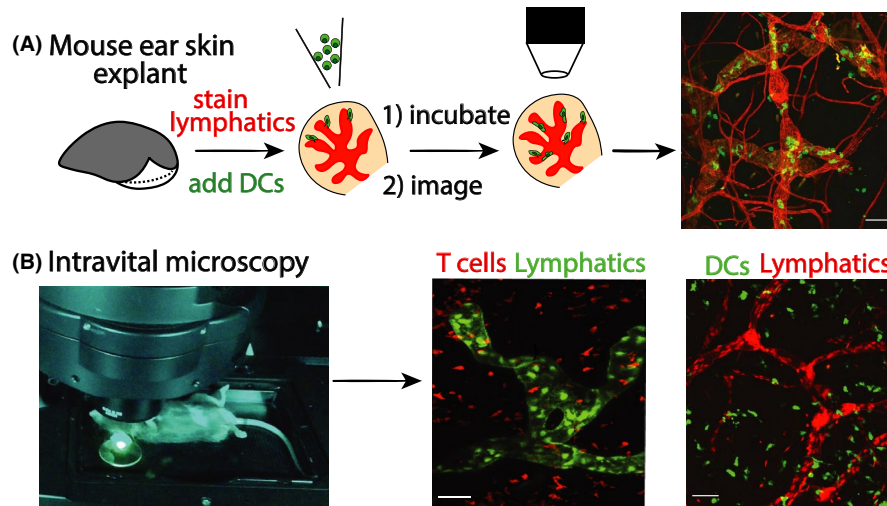 (A) Mouse ear skin
explant
stain
lymphatics
add DCs
1) incubate
2) image
(B) Intravital microscopy
T cells Lymphatics
DCs Lymphatics